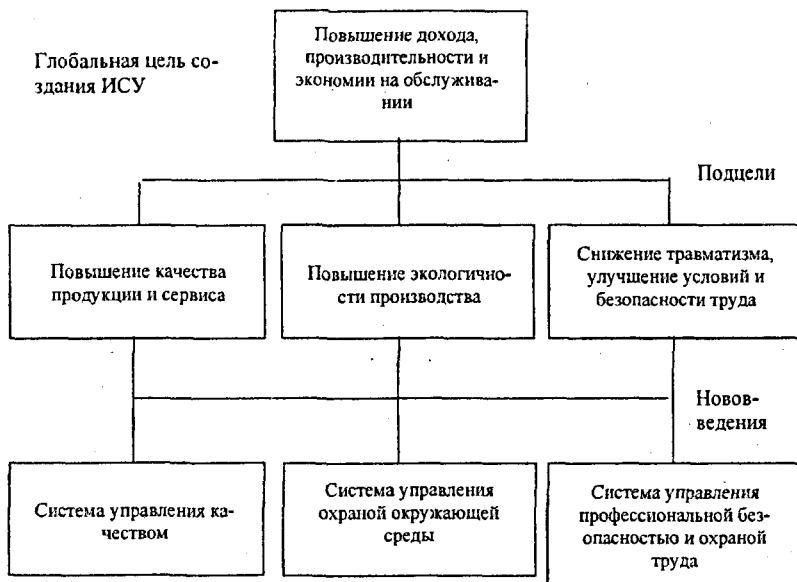 Глобальная цель со-
здания ИСУ
Повышение дохода,
производительности и
экономии на обслужива-
нии
Подцели
Повышение качества
продукции и сервиса
Повышение экологично-
сти производства
Снижение травматизма,
улучшение условий и
безопасности труда
Новов-
ведения
Система управления ка-
чеством
Система управления
охраной окружающей
среды
Система управления
профессиональной без-
опасностью и охраной
труда